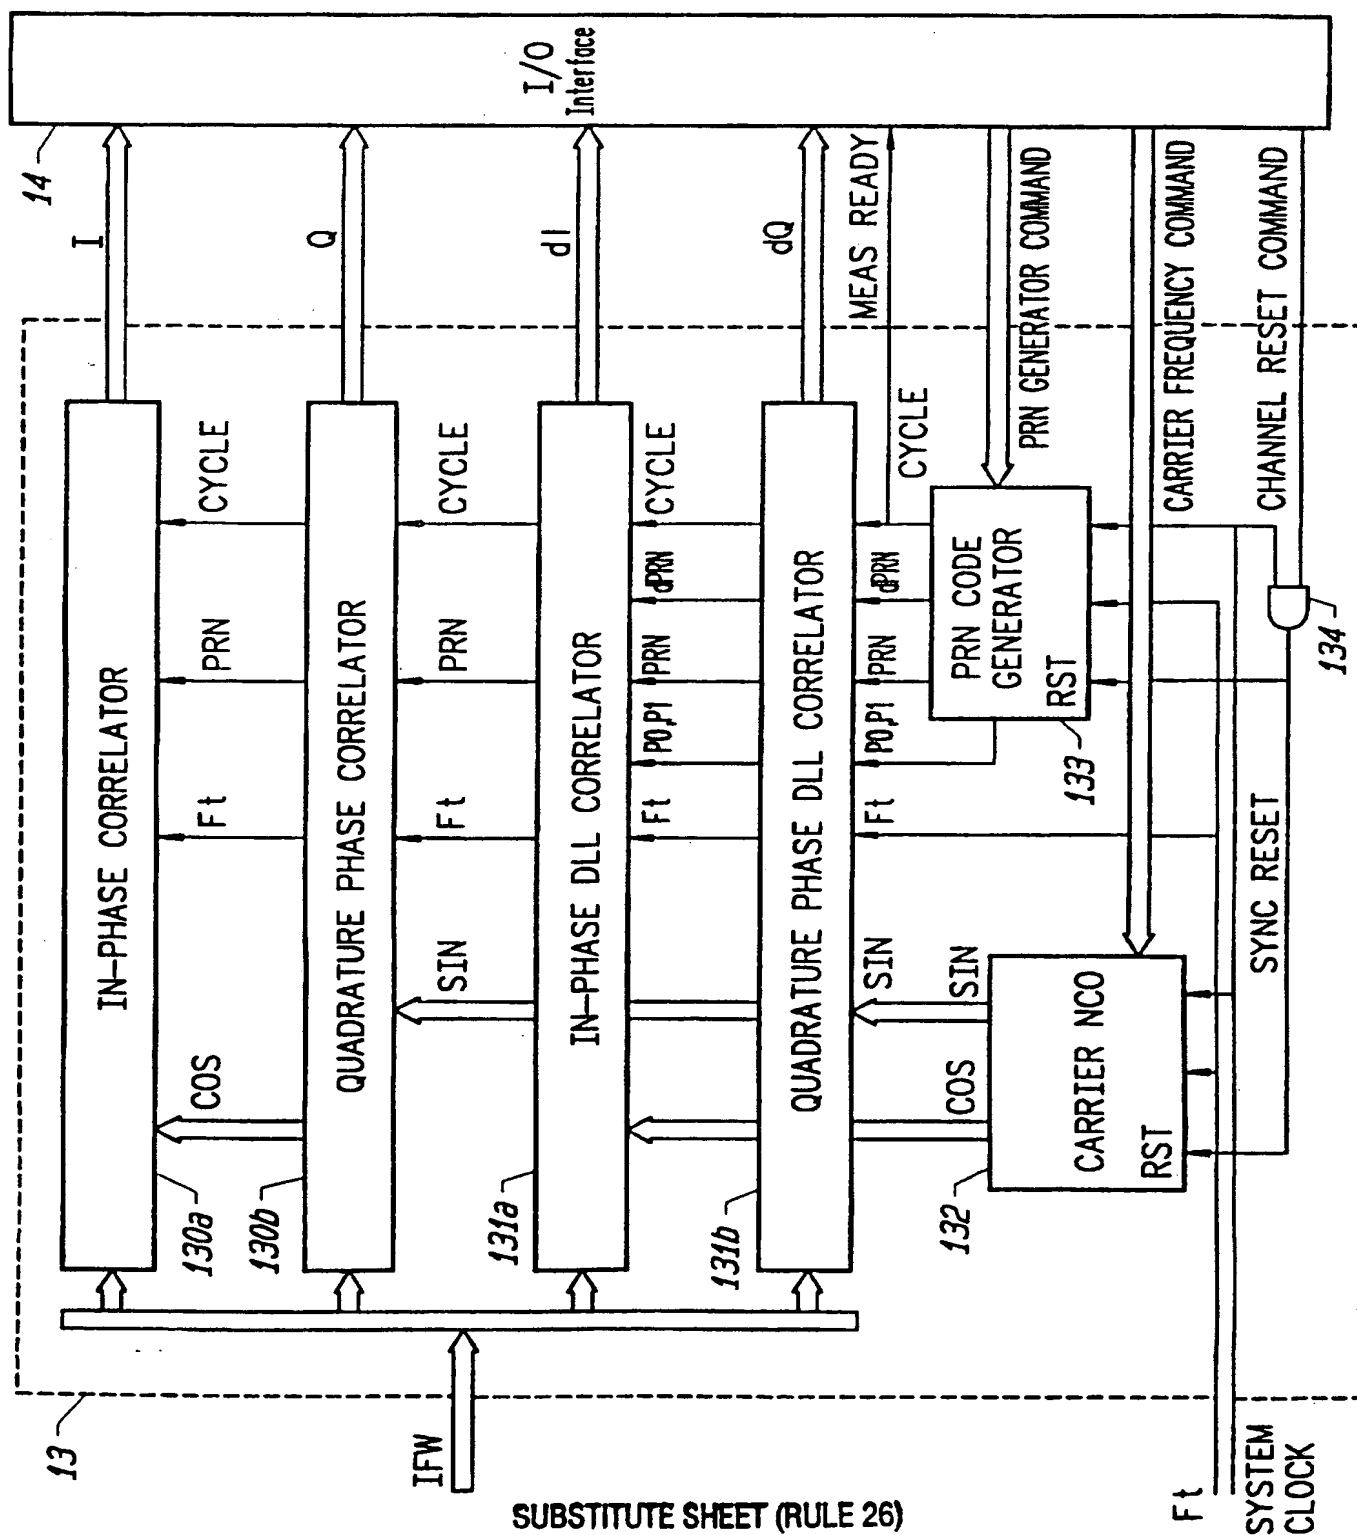 14
I/O
Interface
I
Q
dI
dQ
MEAS READY
PRN GENERATOR COMMAND
CARRIER FREQUENCY COMMAND
CHANNEL RESET COMMAND
IN-PHASE CORRELATOR
130a
COS
Ft
PRN
CYCLE
QUADRATURE PHASE CORRELATOR
130b
SIN
Ft
PRN
CYCLE
IN-PHASE DLL CORRELATOR
131a
Ft
P0,P1
PRN
dPRN
CYCLE
QUADRATURE PHASE DLL CORRELATOR
131b
SIN
Ft
P0,P1
PRN
dPRN
CYCLE
COS
SIN
CARRIER NCO
RST
132
PRN CODE
GENERATOR
RST
133
SYNC RESET
134
13
IFW
Ft
SYSTEM
CLOCK
SUBSTITUTE SHEET (RULE 26)